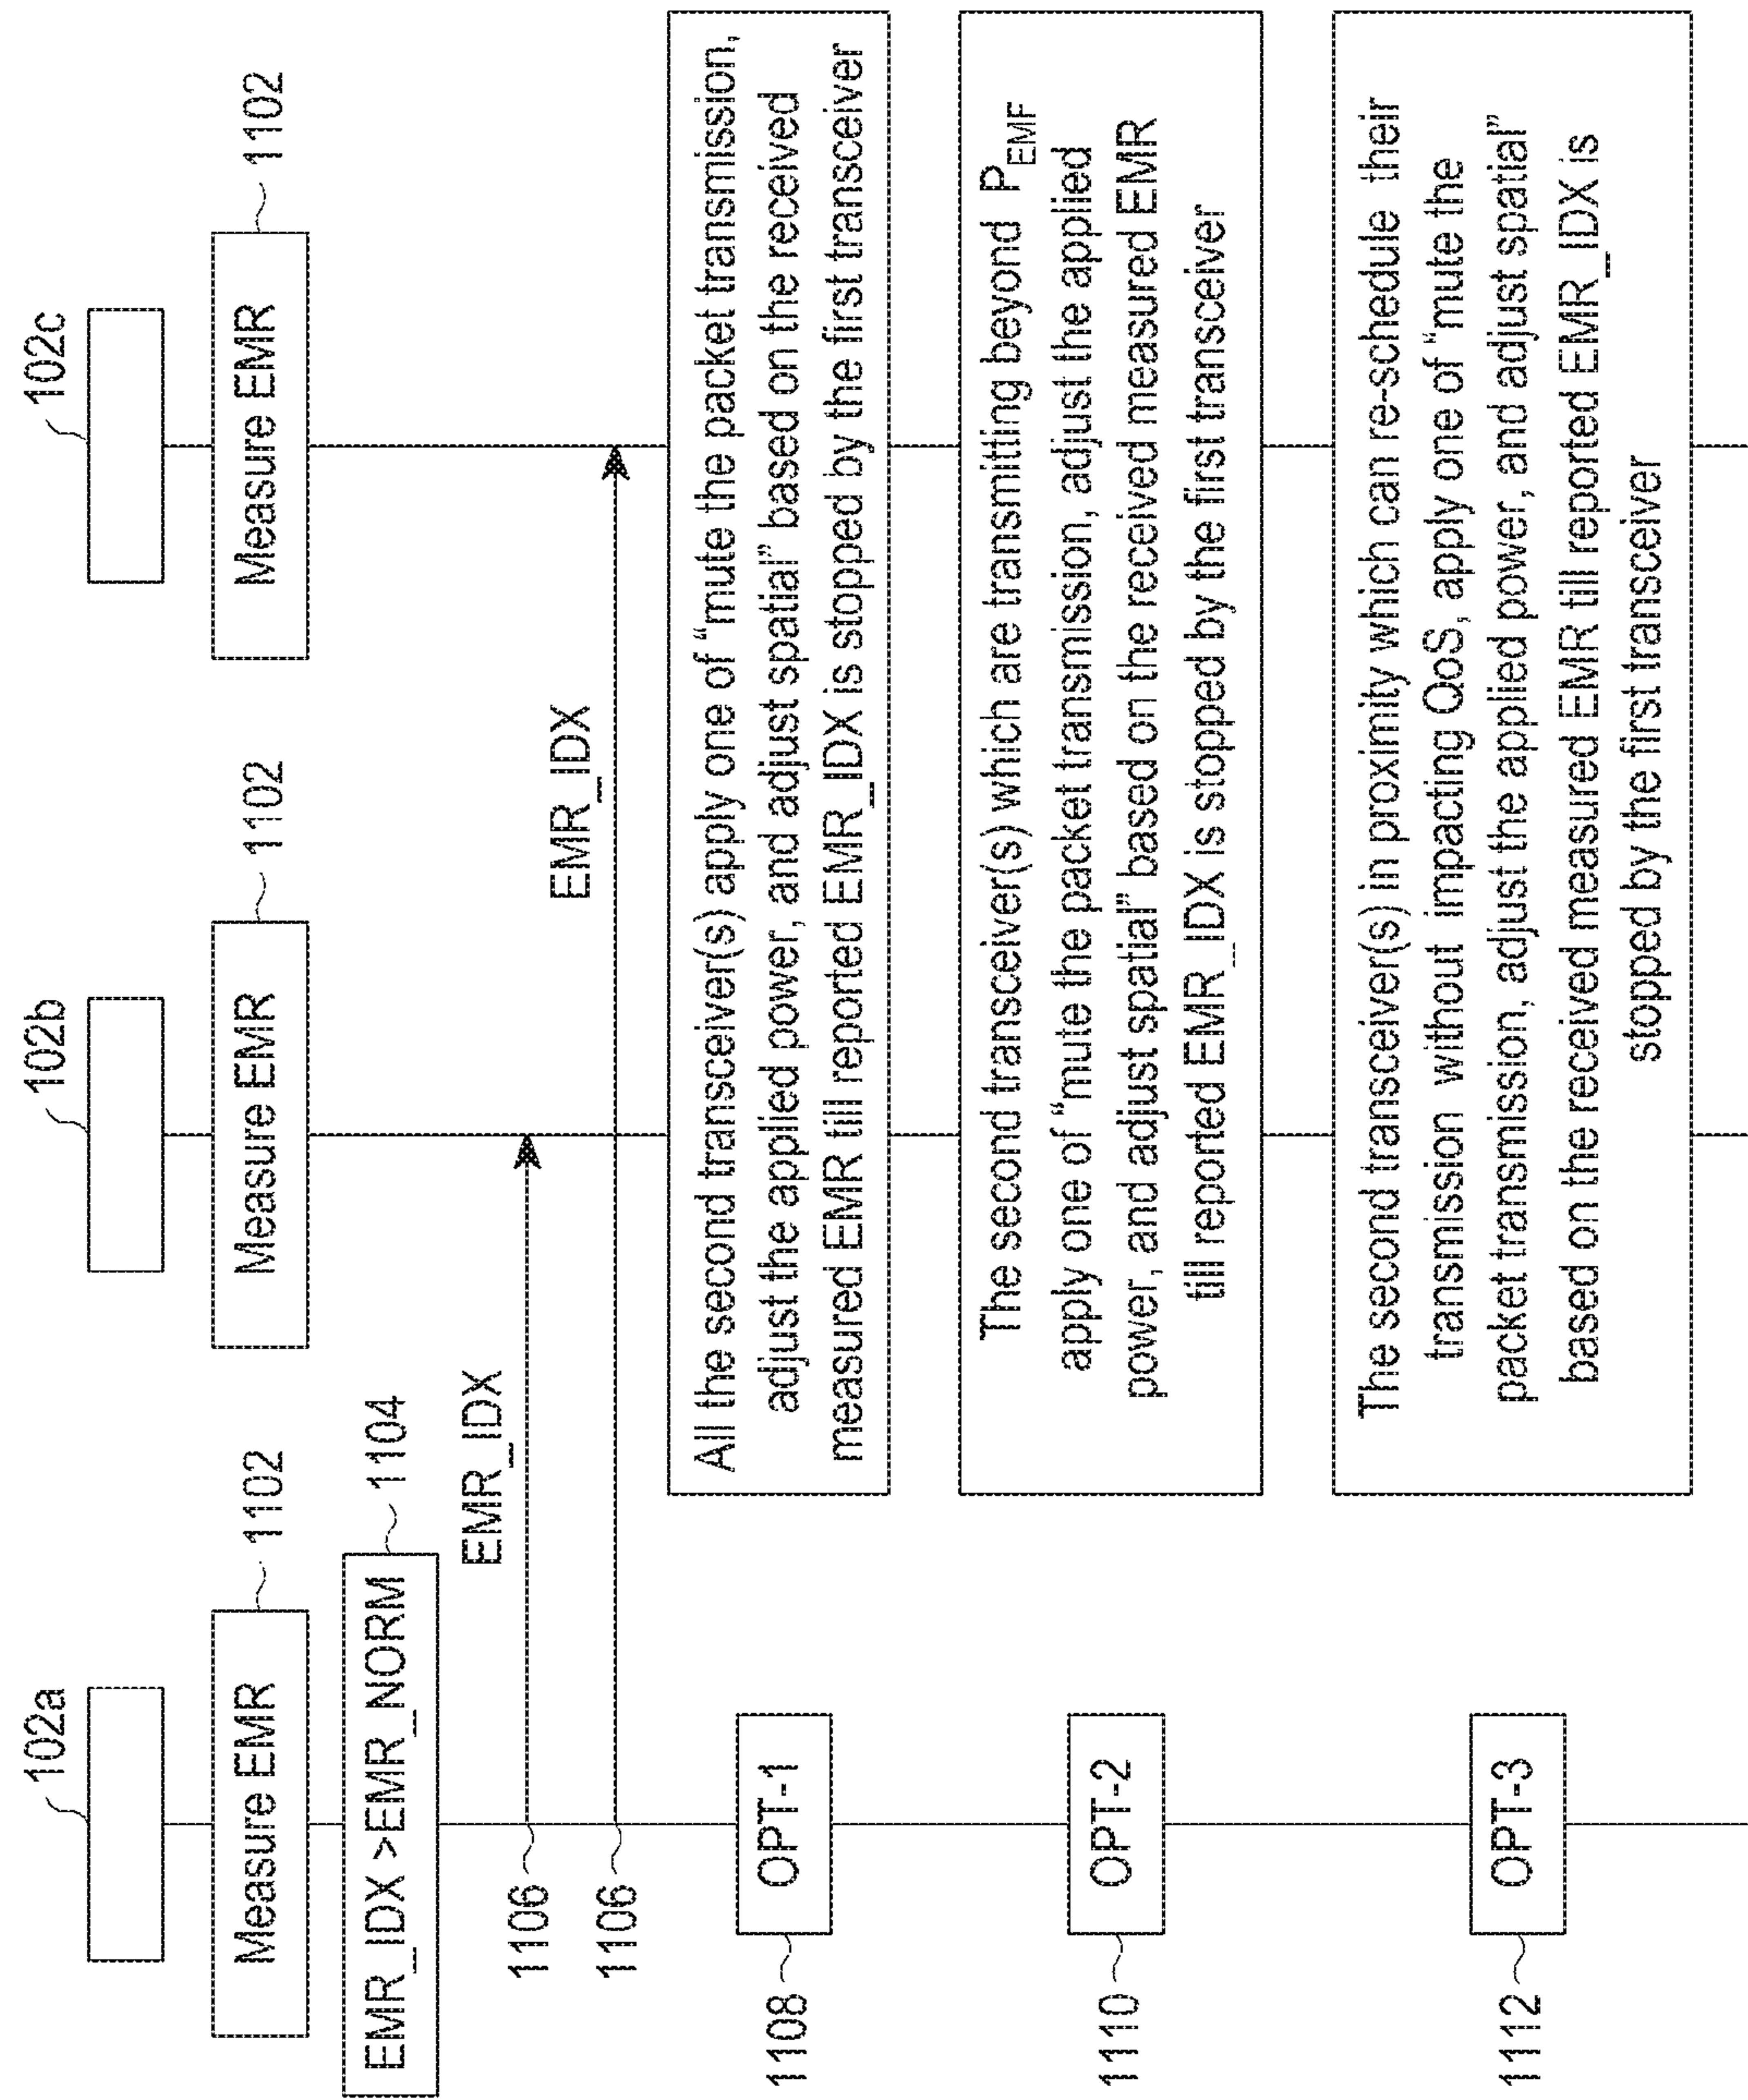 102a
102b
102c
Measure EMR
1102
Measure EMR
1102
Measure EMR
1102
EMR_IDX >EMR_NORM
1104
EMR_IDX
1106
EMR_IDX
1106
1108
OPT-1
All the second transceiver(s) apply one of “mute the packet transmission,
adjust the applied power, and adjust spatial” based on the received
measured EMR till reported EMR_IDX is stopped by the first transceiver
1110
OPT-2
The second transceiver(s) which are transmitting beyond P_EMF
apply one of “mute the packet transmission, adjust the applied
power, and adjust spatial” based on the received measured EMR
till reported EMR_IDX is stopped by the first transceiver
1112
OPT-3
The second transceiver(s) in proximity which can re-schedule their
transmission without impacting QoS, apply one of “mute the
packet transmission, adjust the applied power, and adjust spatial”
based on the received measured EMR till reported EMR_IDX is
stopped by the first transceiver